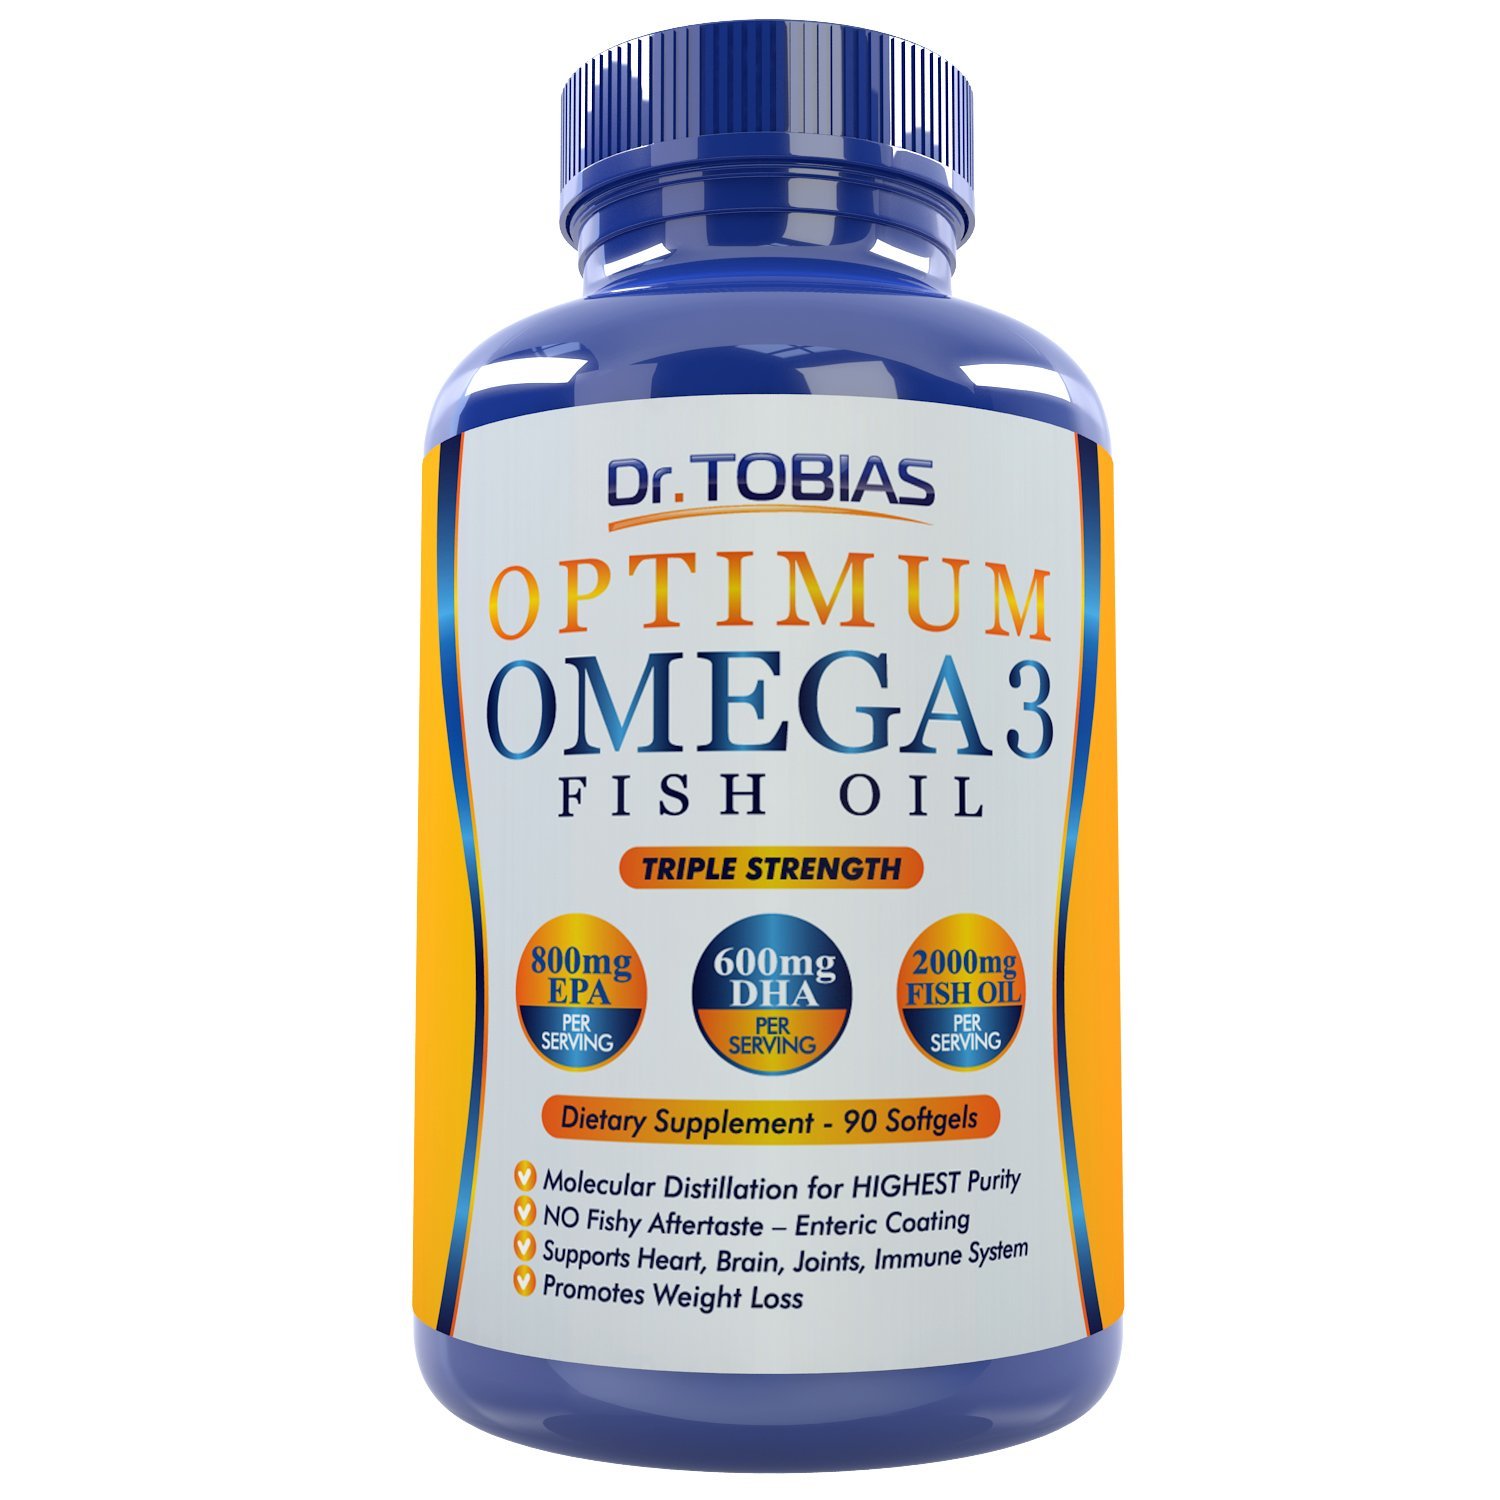 Dr.TOBIAS
OPTIMUM
OMEGA3
FISH OIL
TRIPLE STRENGTH
800mg
EPA
PER
SERVING
600mg
DHA
PER
SERVING
2000mg
FISH OIL
PER
SERVING
Dietary Supplement - 90 Softgels
Molecular Distillation for HIGHEST Purity
NO Fishy Aftertaste – Enteric Coating
Supports Heart, Brain, Joints, Immune System
Promotes Weight Loss